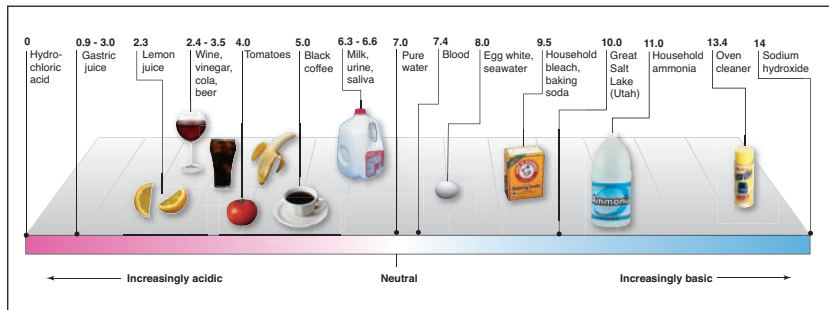 0
Hydro-
chloric
acid
0.9 - 3.0
Gastric
juice
2.3
Lemon
juice
2.4 - 3.5
Wine,
vinegar,
cola,
beer
4.0
Tomatoes
5.0
Black
coffee
6.3 - 6.6
Milk,
urine,
saliva
7.0
Pure
water
7.4
Blood
8.0
Egg white,
seawater
9.5
Household
bleach,
baking
soda
10.0
Great
Salt
Lake
(Utah)
11.0
Household
ammonia
13.4
Oven
cleaner
14
Sodium
hydroxide
Ammonia
Increasingly acidic
Neutral
Increasingly basic